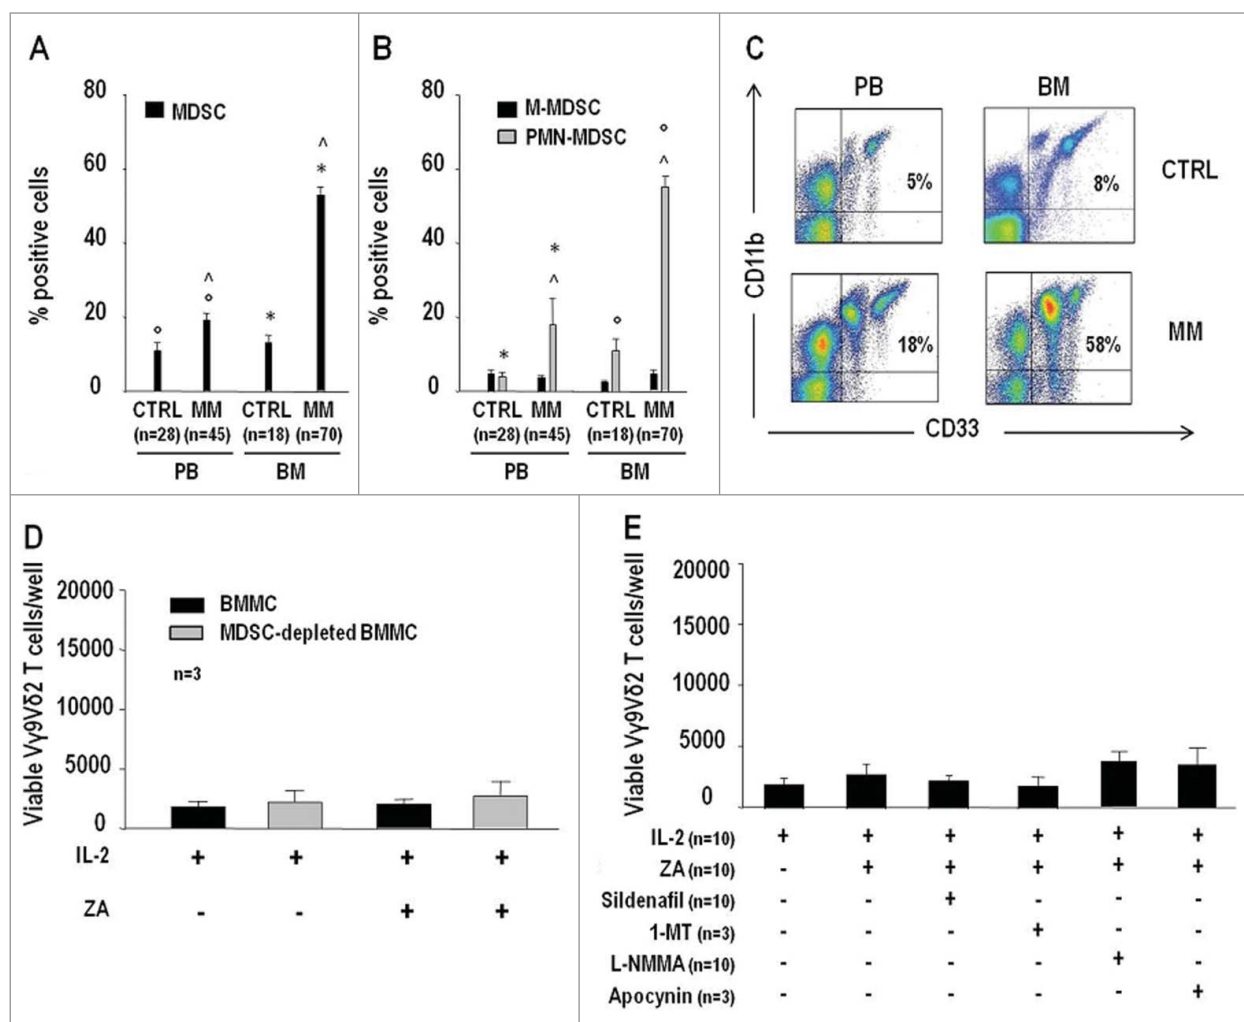 A
80
60
40
20
0
% positive cells
MDSC
°
^
°
*
^
*
CTRL MM CTRL MM
(n=28) (n=45) (n=18) (n=70)
PB BM
B
80
60
40
20
0
% positive cells
M-MDSC
PMN-MDSC
*
*
^
°
°
^
CTRL MM CTRL MM
(n=28) (n=45) (n=18) (n=70)
PB BM
C
PB BM
5% 8% CTRL
18% 58% MM
CD11b
CD33
D
Viable Vγ9Vδ2 T cells/well
20000
15000
10000
5000
0
BMMC
MDSC-depleted BMMC
n=3
IL-2 + + + +
ZA - - + +
E
Viable Vγ9Vδ2 T cells/well
20000
15000
10000
5000
0
IL-2 (n=10) + + + + + +
ZA (n=10) - + + + + +
Sildenafil (n=10) - - + - - -
1-MT (n=3) - - - + - -
L-NMMA (n=10) - - - - + -
Apocynin (n=3) - - - - - +